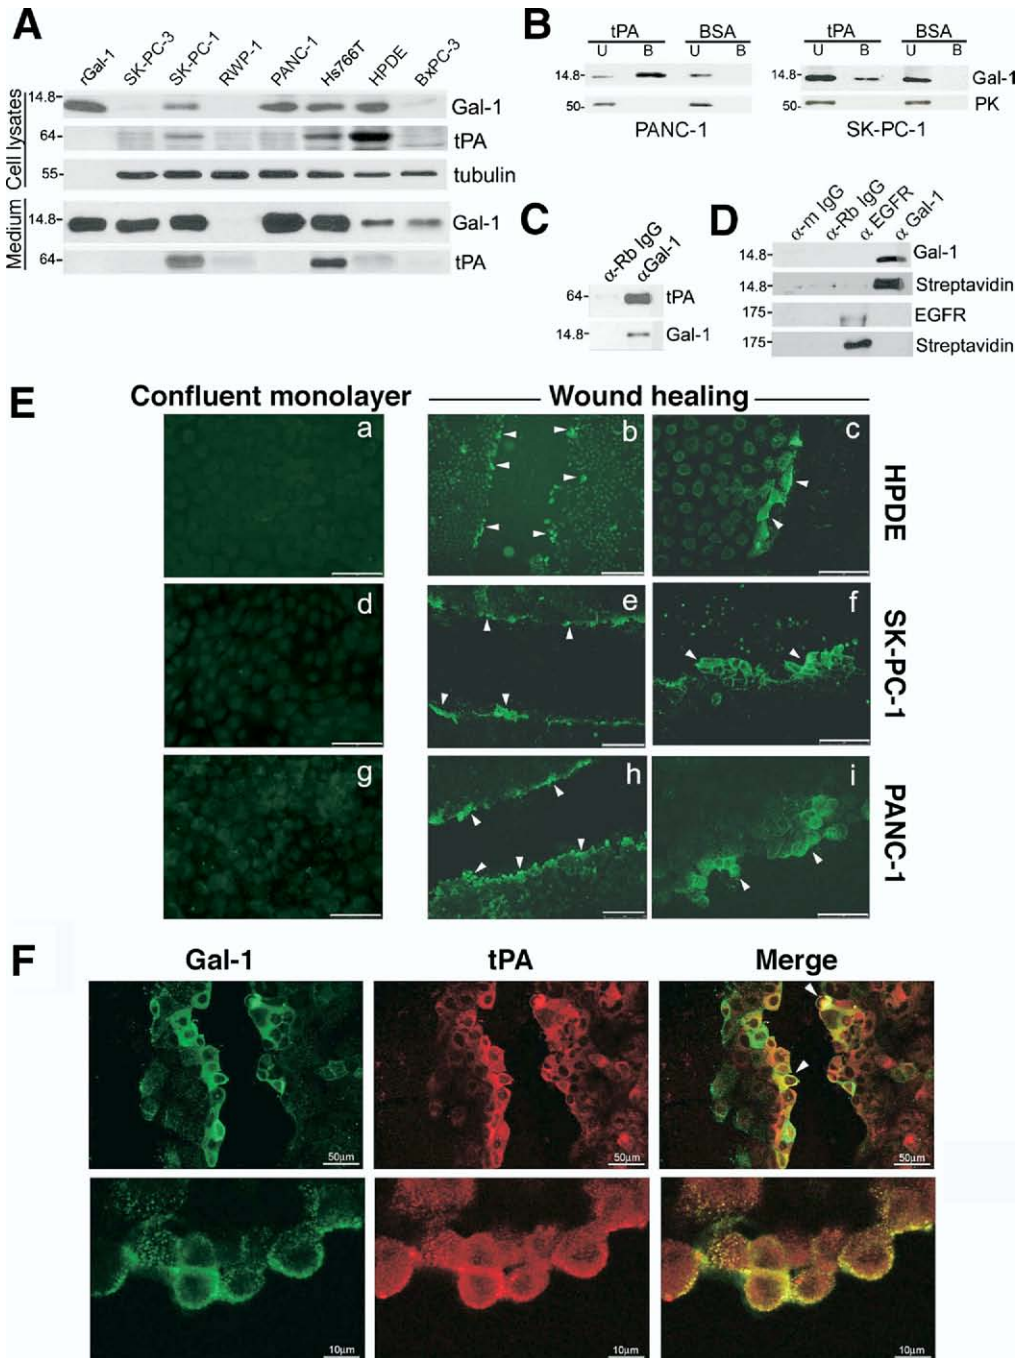 A
rGal-1
SK-PC-3
SK-PC-1
RWP-1
PANC-1
Hs766T
HPDE
BxPC-3
Cell lysates
14.8-
Gal-1
64-
tPA
55-
tubulin
Medium
14.8-
Gal-1
64-
tPA
B
tPA BSA
U B U B
14.8-
50-
PANC-1
tPA BSA
U B U B
14.8-
Gal-1
50-
PK
SK-PC-1
C
α-Rb IgG
αGal-1
64-
tPA
14.8-
Gal-1
D
α-m IgG
α-Rb IgG
α EGFR
α Gal-1
14.8-
Gal-1
14.8-
Streptavidin
175-
EGFR
175-
Streptavidin
E
Confluent monolayer
Wound healing
a
b
c
HPDE
d
e
f
SK-PC-1
g
h
i
PANC-1
F
Gal-1
tPA
Merge
50µm
50µm
50µm
10µm
10µm
10µm